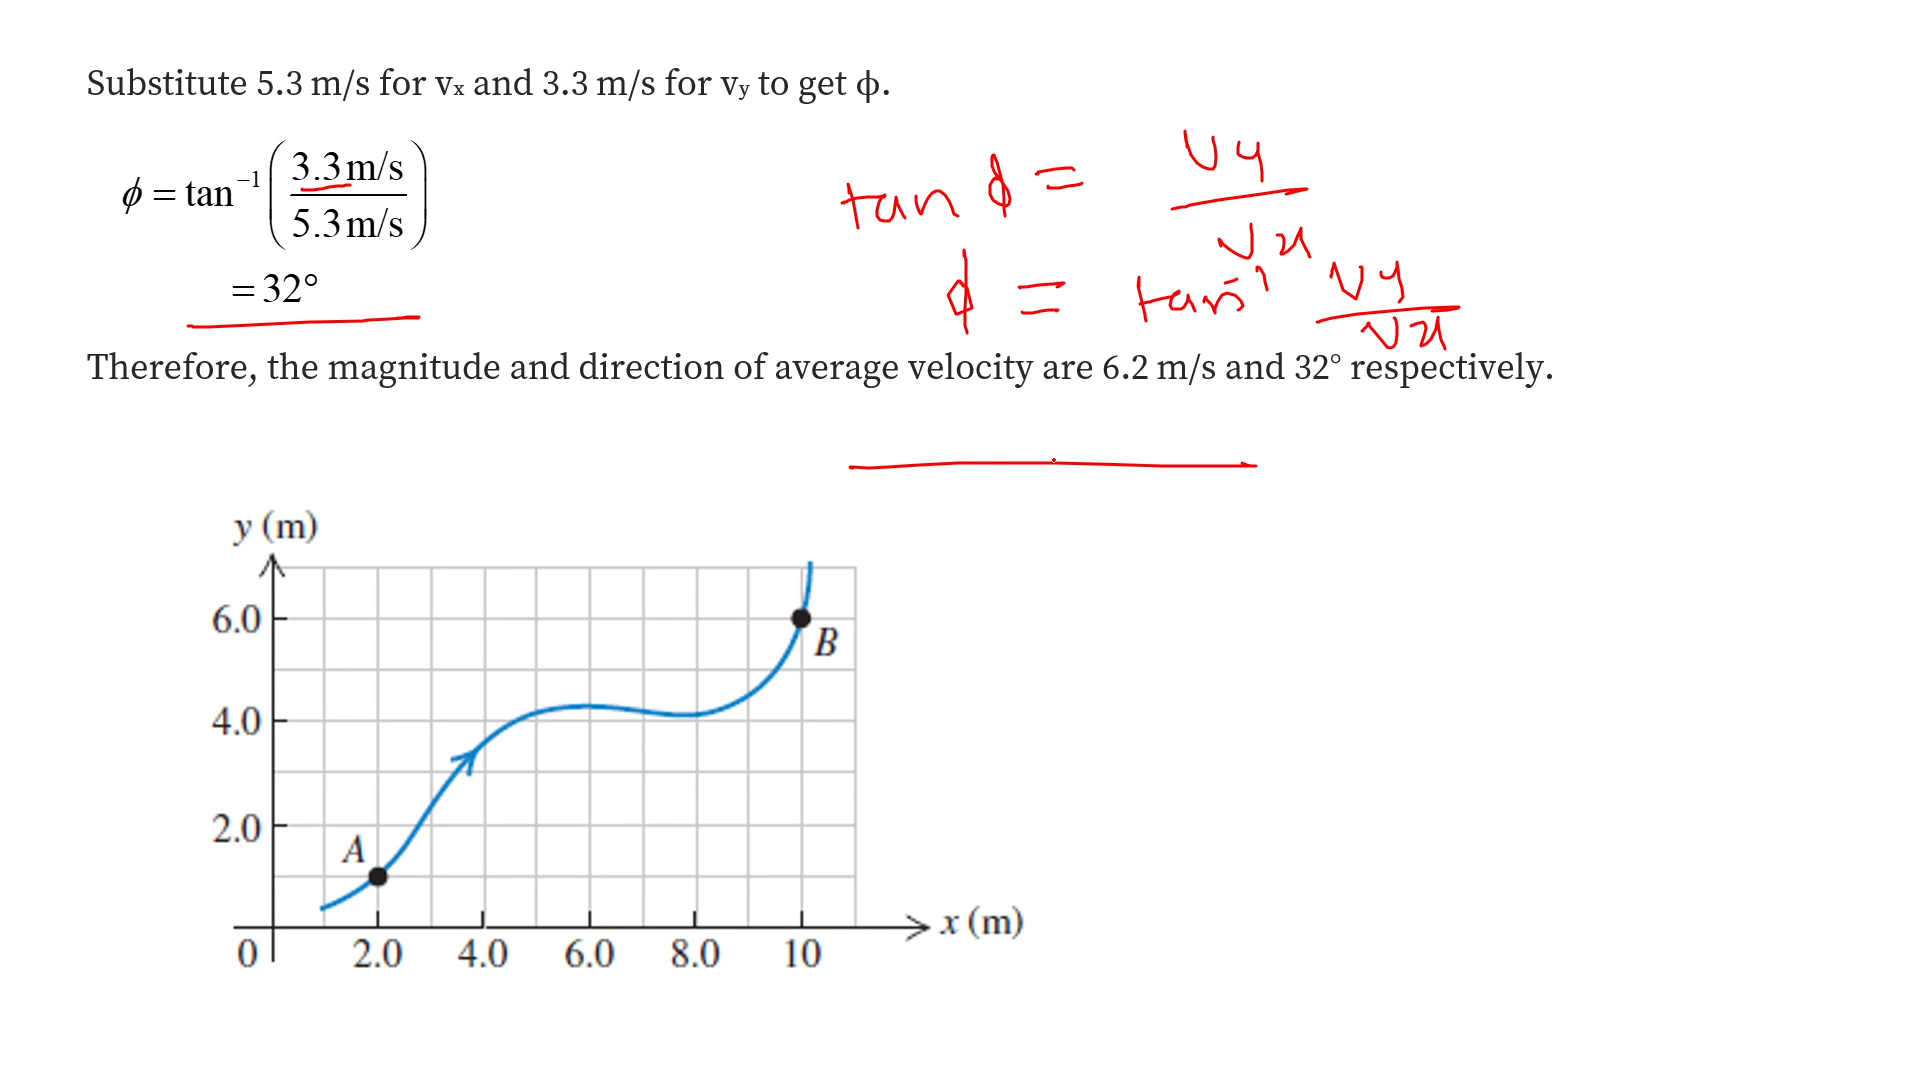 Substitute 5.3 m/s for vₓ and 3.3 m/s for vᵧ to get ϕ.
ϕ = tan⁻¹ (3.3 m/s / 5.3 m/s)
= 32°
tan ϕ = Vy / Vx
ϕ = tan⁻¹ Vy / Vx
Therefore, the magnitude and direction of average velocity are 6.2 m/s and 32° respectively.
y (m)
6.0
B
4.0
2.0
A
x (m)
0 2.0 4.0 6.0 8.0 10